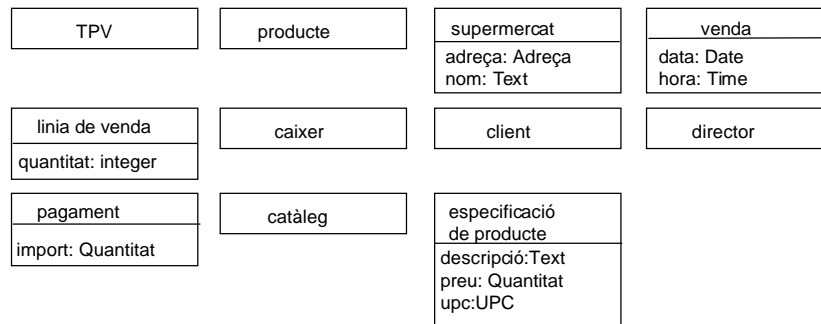 TPV
producte
supermercat
adreça: Adreça
nom: Text
venda
data: Date
hora: Time
linia de venda
quantitat: integer
caixer
client
director
pagament
import: Quantitat
catàleg
especificació
de producte
descripció:Text
preu: Quantitat
upc:UPC